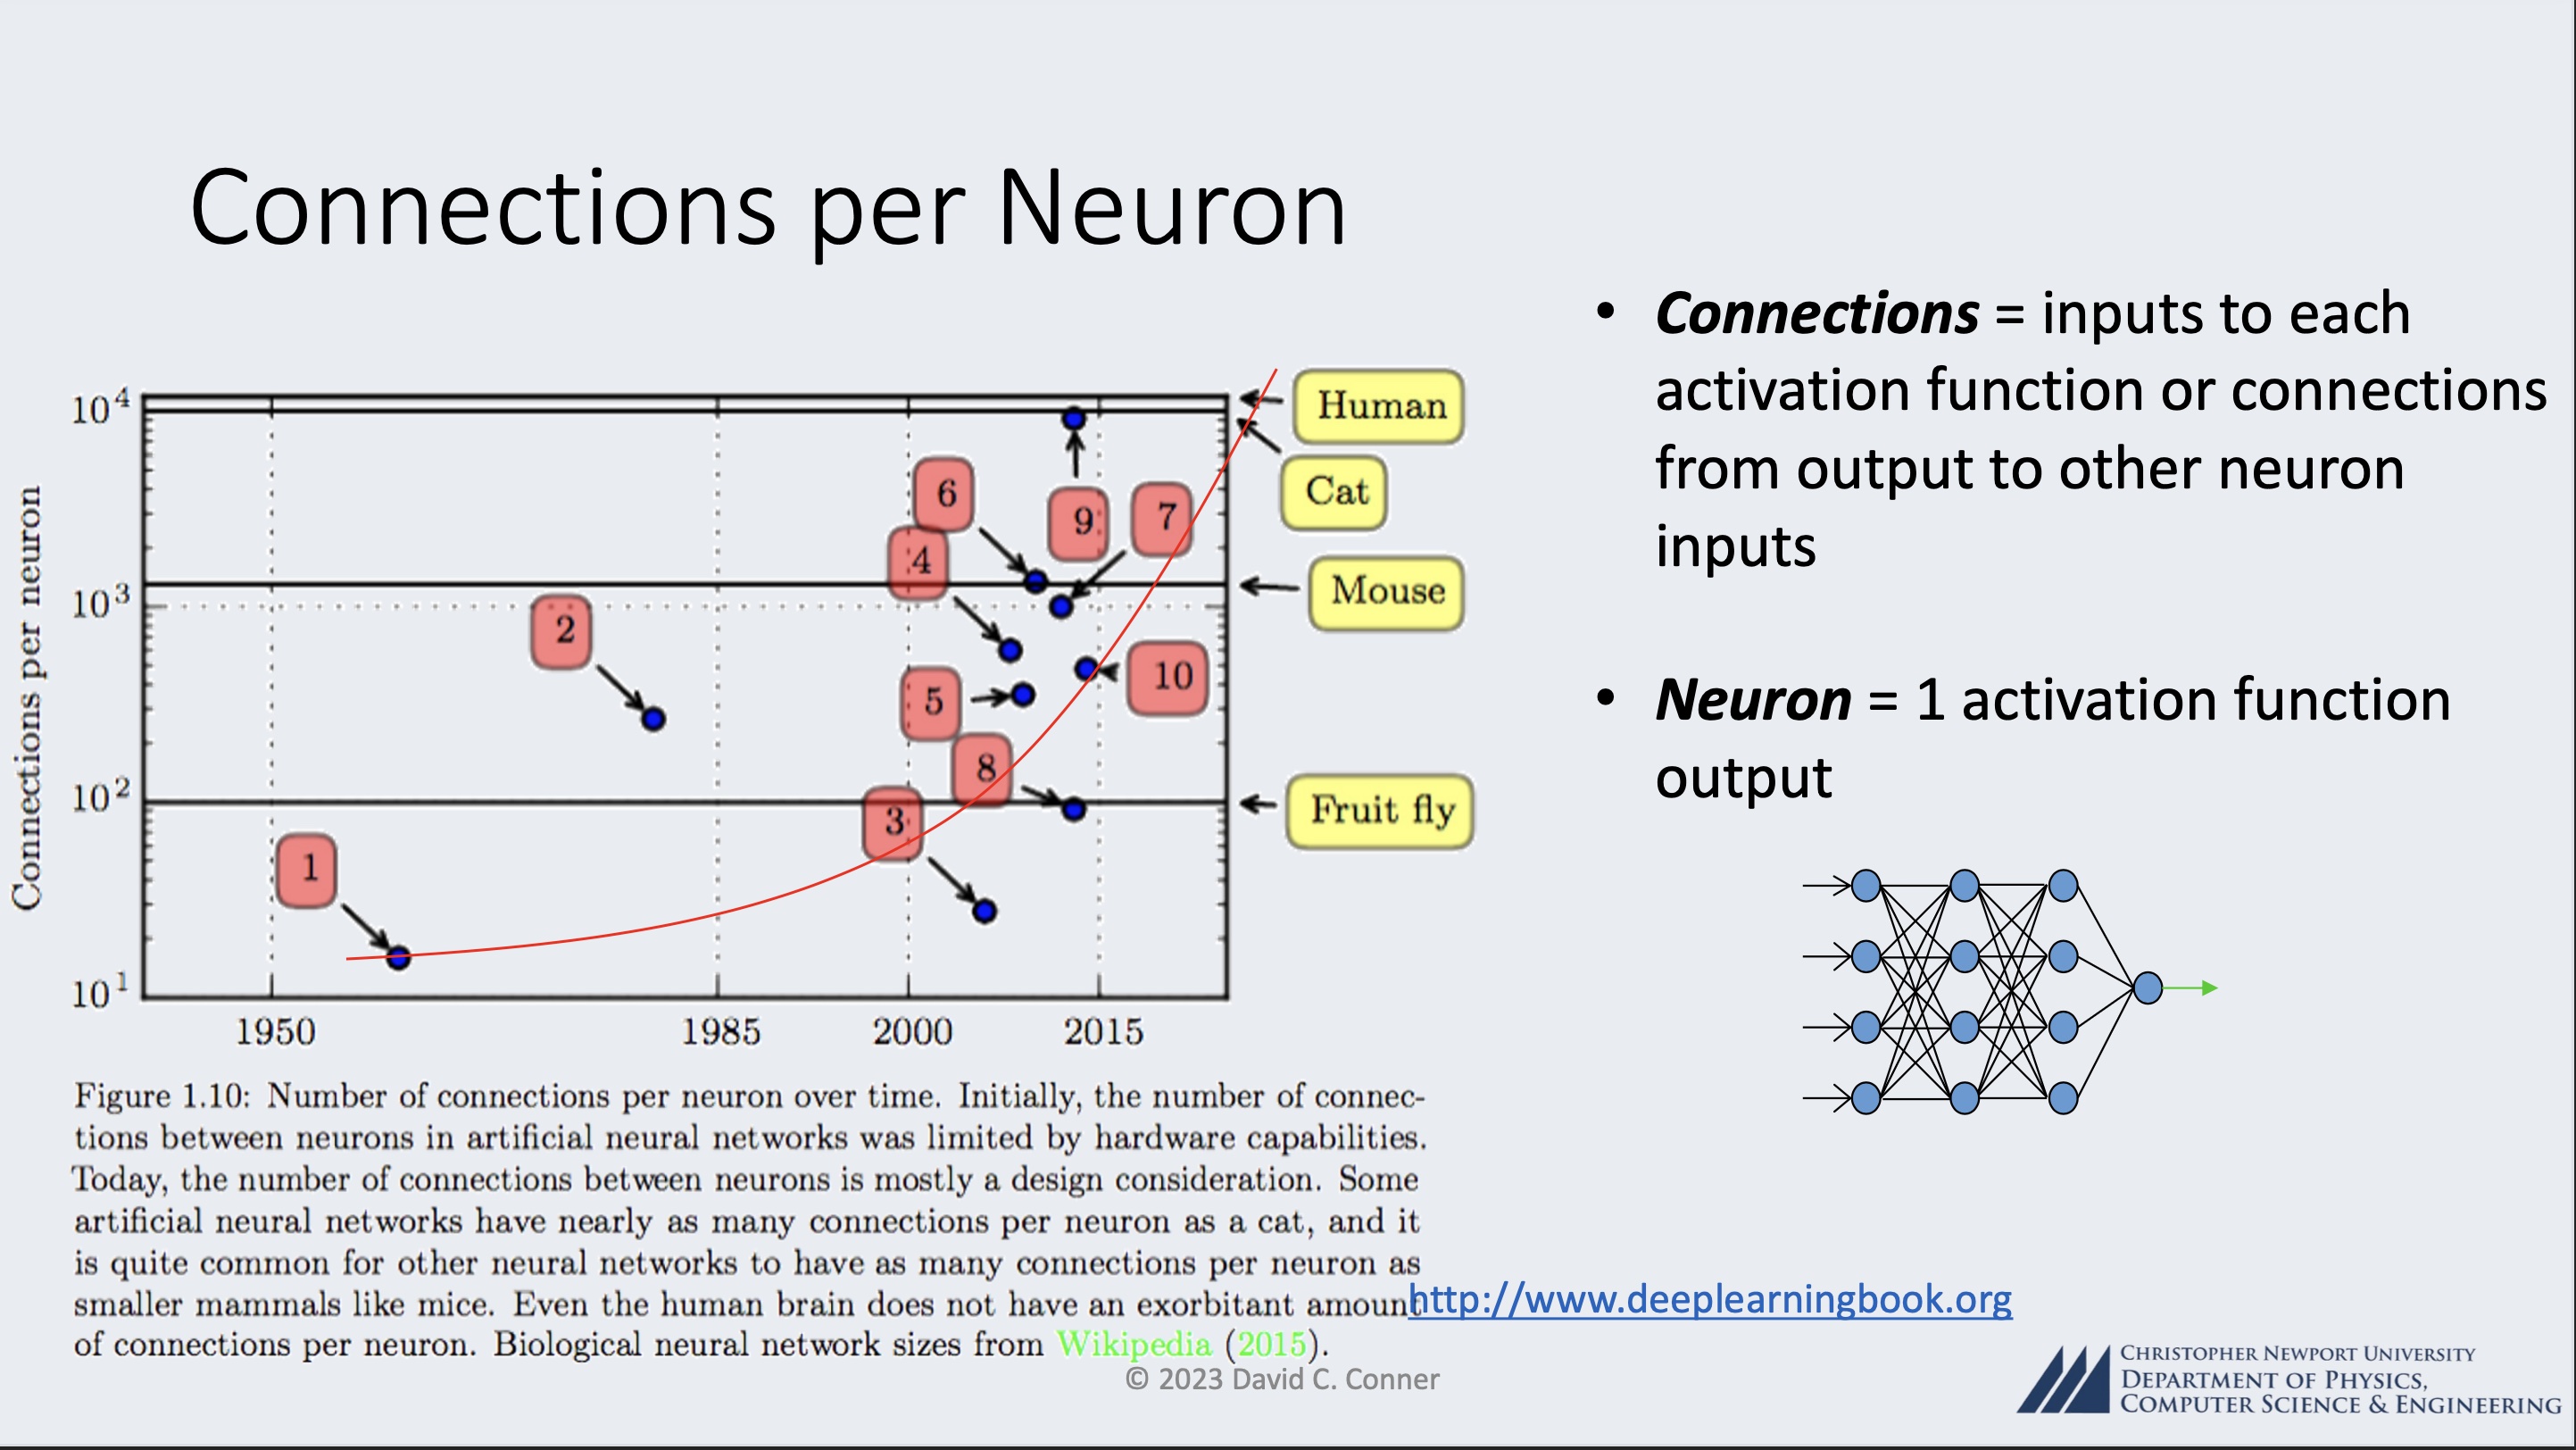 Connections per Neuron
Connections per neuron
10^4
10^3
10^2
10^1
1950
1985
2000
2015
1
2
3
4
5
6
7
8
9
10
Human
Cat
Mouse
Fruit fly
Figure 1.10: Number of connections per neuron over time. Initially, the number of connec-
tions between neurons in artificial neural networks was limited by hardware capabilities.
Today, the number of connections between neurons is mostly a design consideration. Some
artificial neural networks have nearly as many connections per neuron as a cat, and it
is quite common for other neural networks to have as many connections per neuron as
smaller mammals like mice. Even the human brain does not have an exorbitant amount
of connections per neuron. Biological neural network sizes from Wikipedia (2015).
• Connections = inputs to each
activation function or connections
from output to other neuron
inputs
• Neuron = 1 activation function
output
http://www.deeplearningbook.org
© 2023 David C. Conner
CHRISTOPHER NEWPORT UNIVERSITY
DEPARTMENT OF PHYSICS,
COMPUTER SCIENCE & ENGINEERING